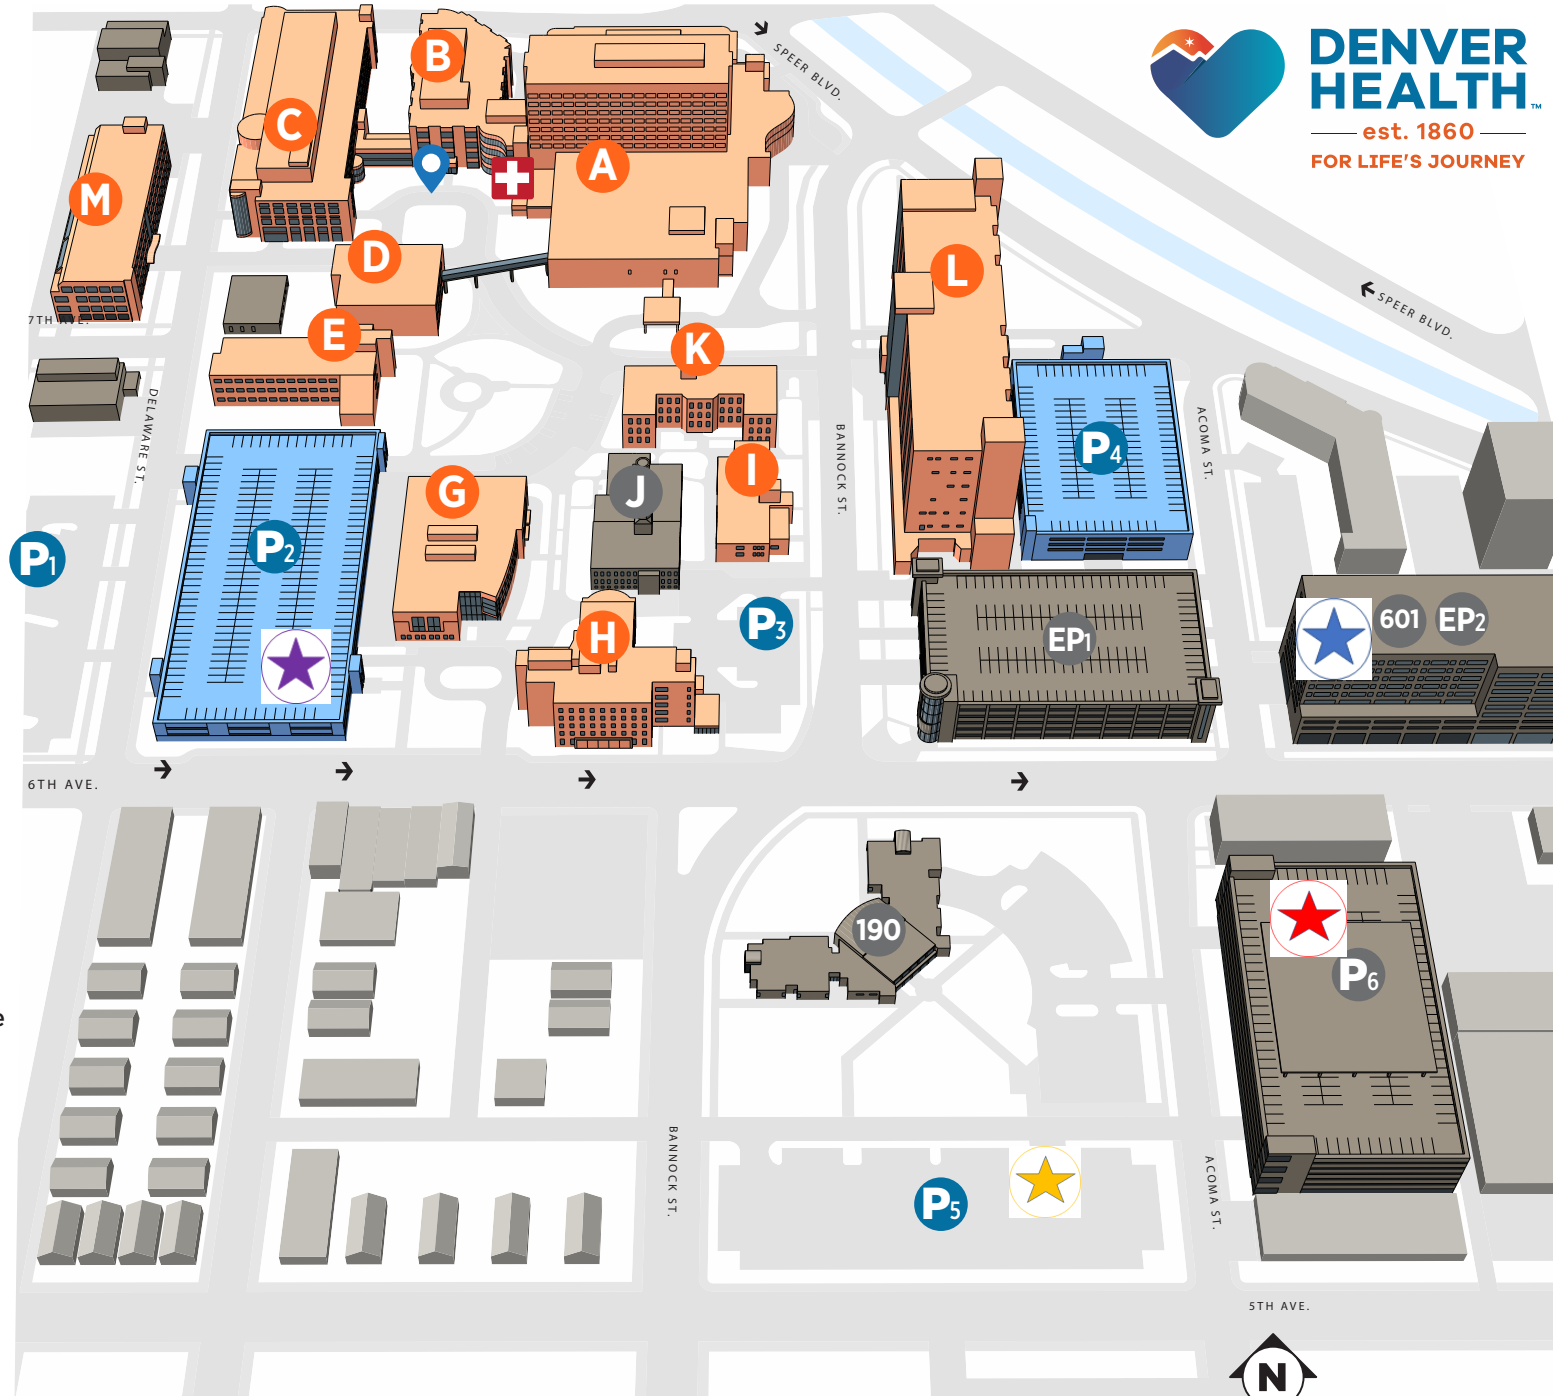 DENVER
HEALTH™
est. 1860
FOR LIFE'S JOURNEY
SPEER BLVD.
SPEER BLVD.
B
C
A
M
D
L
E
7TH AVE.
K
DELAWARE ST.
BANNOCK ST.
ACOMA ST.
P4
I
G
J
P1
P2
P3
H
EP1
601
EP2
6TH AVE.
190
P6
e
BANNOCK ST.
ACOMA ST.
P5
5TH AVE.
N